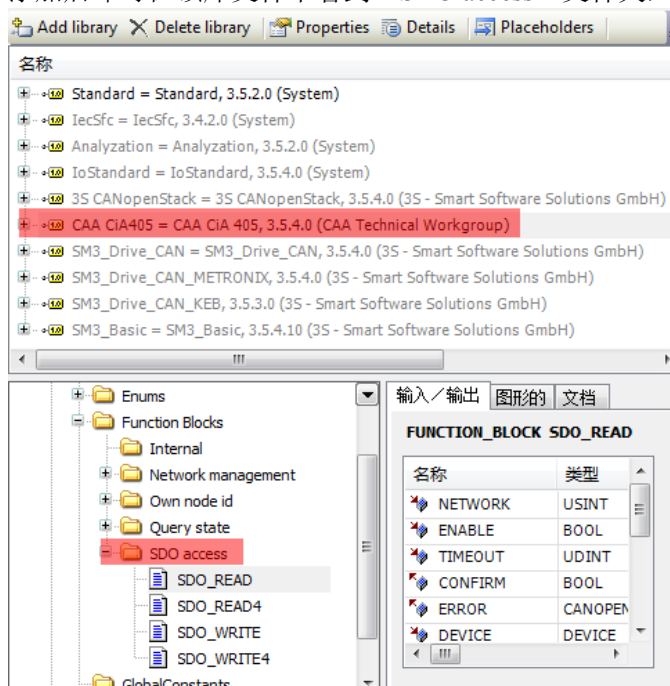 Add library Delete library Properties Details Placeholders
名称
Standard = Standard, 3.5.2.0 (System)
IecSfc = IecSfc, 3.4.2.0 (System)
Analyzation = Analyzation, 3.5.2.0 (System)
IoStandard = IoStandard, 3.5.4.0 (System)
3S CANopenStack = 3S CANopenStack, 3.5.4.0 (3S - Smart Software Solutions GmbH)
CAA CiA405 = CAA CiA 405, 3.5.4.0 (CAA Technical Workgroup)
SM3_Drive_CAN = SM3_Drive_CAN, 3.5.4.0 (3S - Smart Software Solutions GmbH)
SM3_Drive_CAN_METRONIX, 3.5.4.0 (3S - Smart Software Solutions GmbH)
SM3_Drive_CAN_KEB, 3.5.3.0 (3S - Smart Software Solutions GmbH)
SM3_Basic = SM3_Basic, 3.5.4.10 (3S - Smart Software Solutions GmbH)
Enums
Function Blocks
Internal
Network management
Own node id
Query state
SDO access
SDO_READ
SDO_READ4
SDO_WRITE
SDO_WRITE4
GlobalConstants
输入/输出 图形的 文档
FUNCTION_BLOCK SDO_READ
名称 类型
NETWORK USINT
ENABLE BOOL
TIMEOUT UDINT
CONFIRM BOOL
ERROR CANOPEN
DEVICE DEVICE